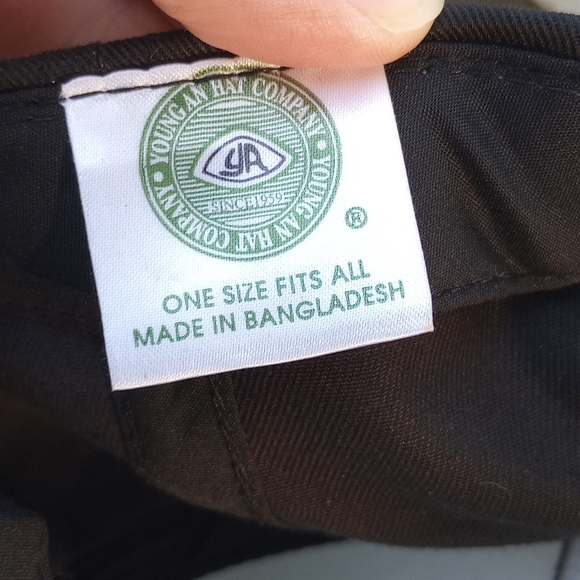 YOUNG AN HAT COMPANY · YOUNG AN HAT COMPANY ·
YA
SINCE 1959
®
ONE SIZE FITS ALL
MADE IN BANGLADESH